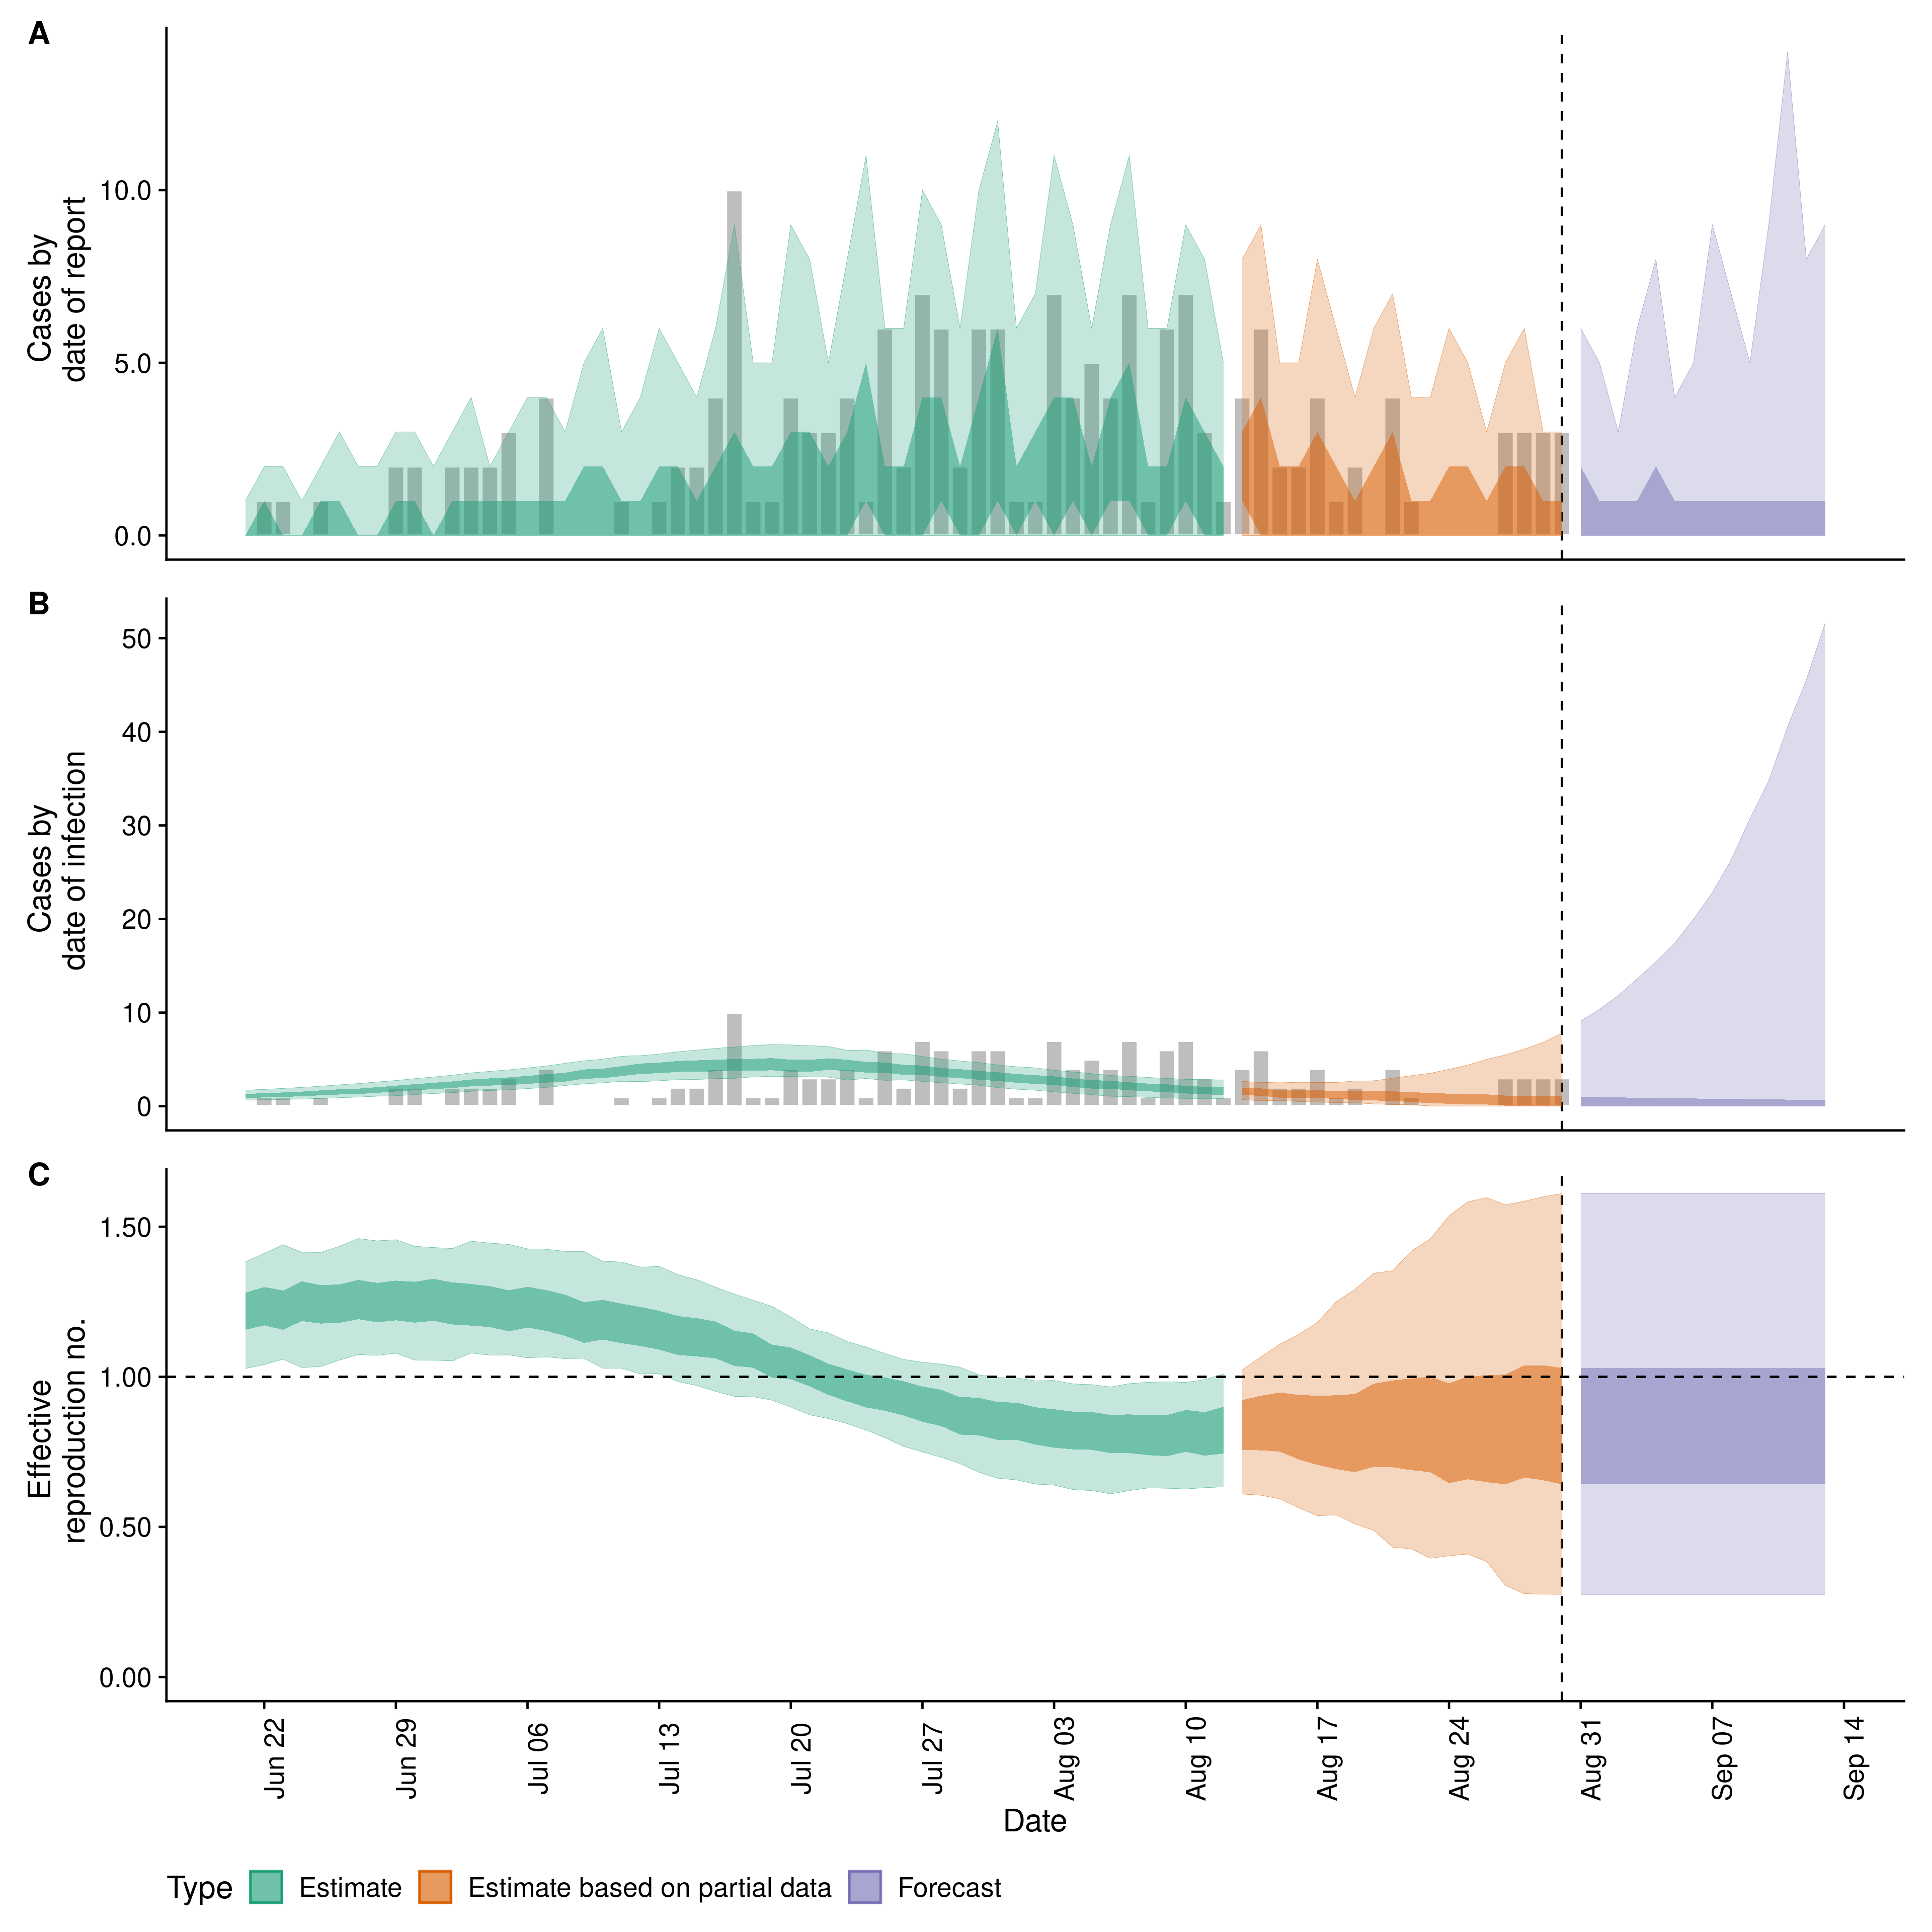 A
Cases by
date of report
10.0
5.0
0.0
B
Cases by
date of infection
50
40
30
20
10
0
C
Effective
reproduction no.
1.50
1.00
0.50
0.00
Jun 22
Jun 29
Jul 06
Jul 13
Jul 20
Jul 27
Aug 03
Aug 10
Aug 17
Aug 24
Aug 31
Sep 07
Sep 14
Date
Type Estimate Estimate based on partial data Forecast